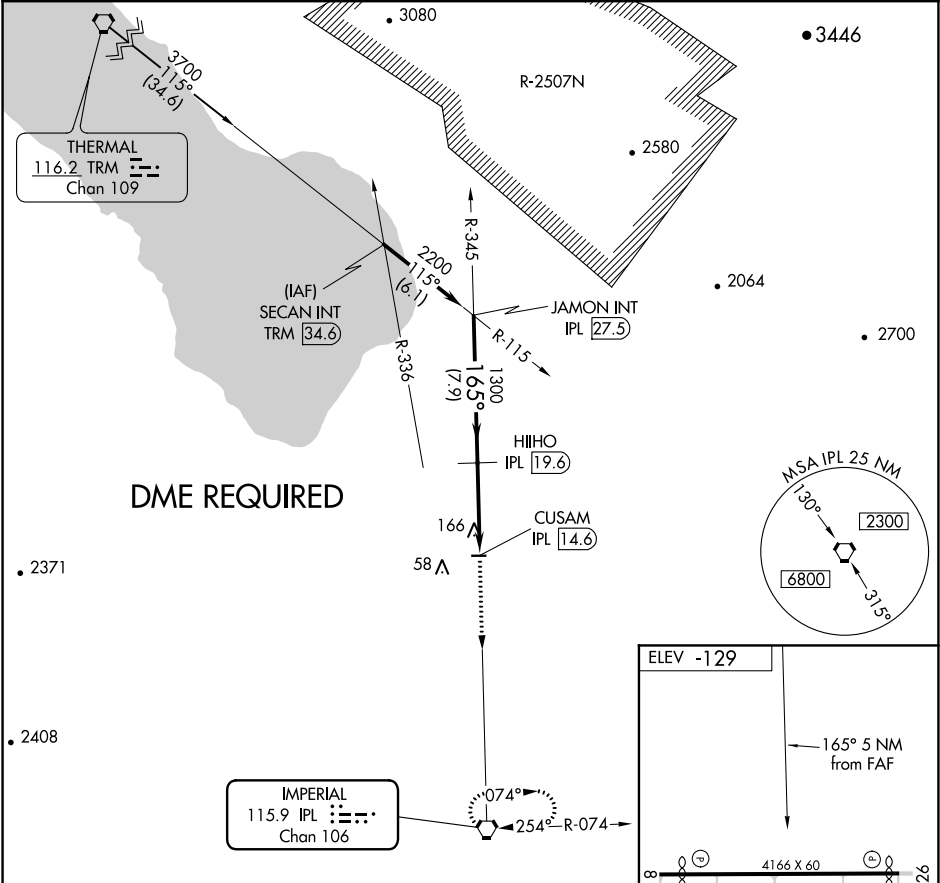 3080
3446
R-2507N
3700
115°
(34.6)
THERMAL
116.2 TRM
Chan 109
2580
R-345
2200
115°
(6.1)
(IAF)
SECAN INT
TRM 34.6
2064
JAMON INT
IPL 27.5
R-115
2700
R-336
1300
165°
(7.9)
HIHO
IPL 19.6
MSA IPL 25 NM
130°
2300
6800
315°
DME REQUIRED
166
CUSAM
IPL 14.6
58
2371
ELEV -129
165° 5 NM
from FAF
2408
IMPERIAL
115.9 IPL
Chan 106
074°
254°
R-074
P
4166 X 60
P
8
26